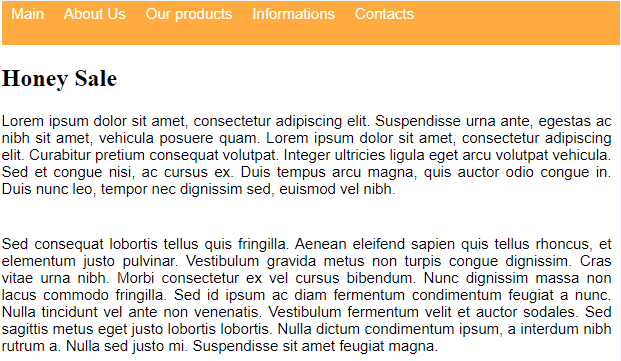 Main About Us Our products Informations Contacts
Honey Sale
Lorem ipsum dolor sit amet, consectetur adipiscing elit. Suspendisse urna ante, egestas ac
nibh sit amet, vehicula posuere quam. Lorem ipsum dolor sit amet, consectetur adipiscing
elit. Curabitur pretium consequat volutpat. Integer ultricies ligula eget arcu volutpat vehicula.
Sed et congue nisi, ac cursus ex. Duis tempus arcu magna, quis auctor odio congue in.
Duis nunc leo, tempor nec dignissim sed, euismod vel nibh.
Sed consequat lobortis tellus quis fringilla. Aenean eleifend sapien quis tellus rhoncus, et
elementum justo pulvinar. Vestibulum gravida metus non turpis congue dignissim. Cras
vitae urna nibh. Morbi consectetur ex vel cursus bibendum. Nunc dignissim massa non
lacus commodo fringilla. Sed id ipsum ac diam fermentum condimentum feugiat a nunc.
Nulla tincidunt vel ante non venenatis. Vestibulum fermentum velit et auctor sodales. Sed
sagittis metus eget justo lobortis lobortis. Nulla dictum condimentum ipsum, a interdum nibh
rutrum a. Nulla sed justo mi. Suspendisse sit amet feugiat magna.